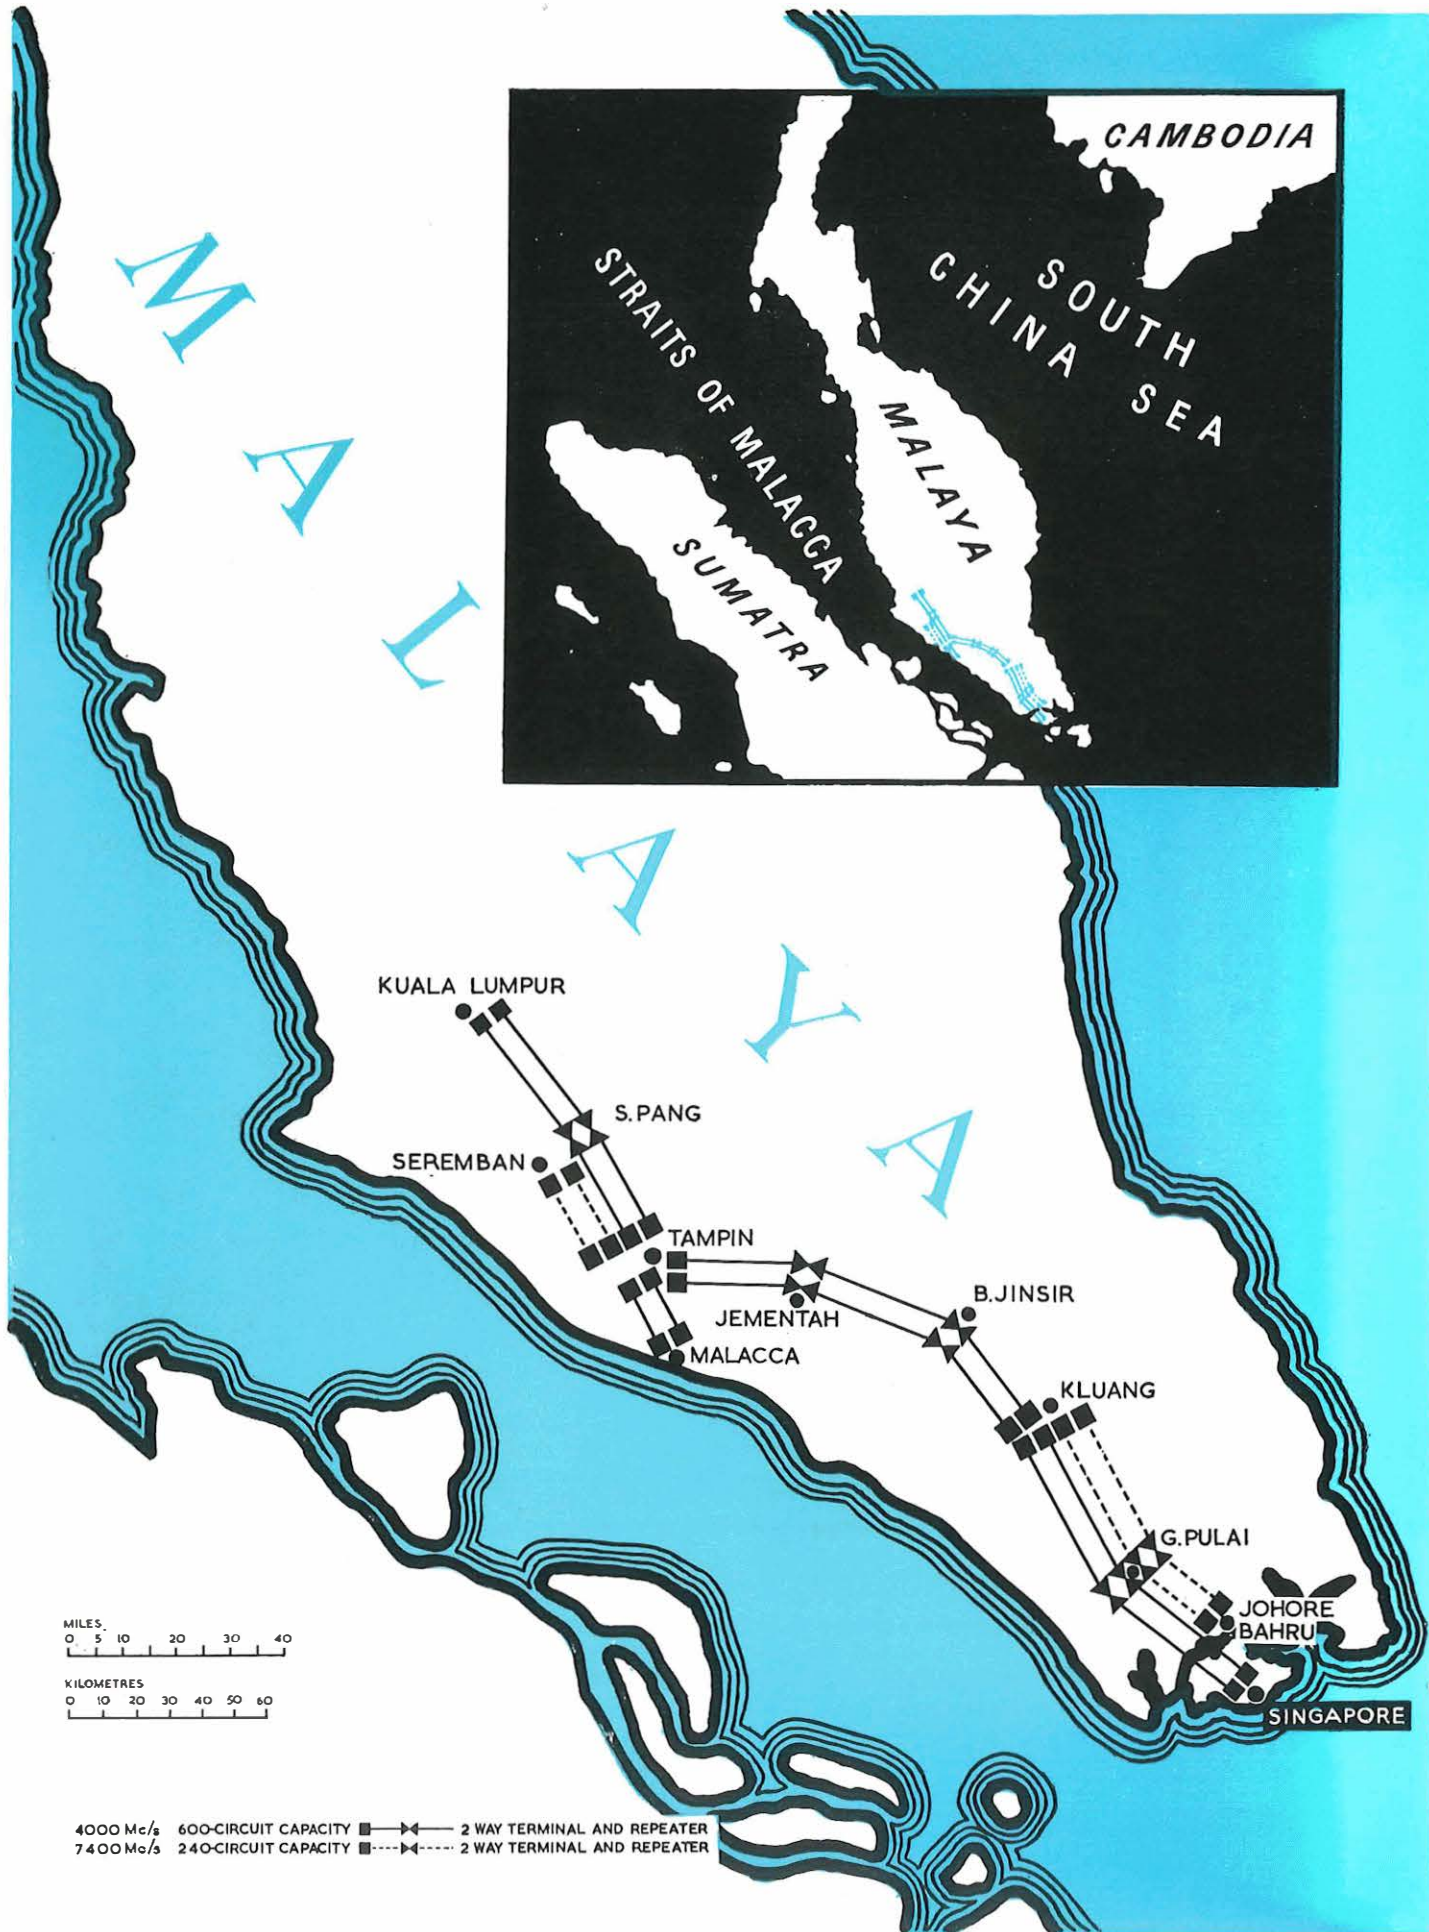 CAMBODIA
SOUTH
CHINA SEA
STRAITS OF MALACCA
MALAYA
SUMATRA
MALAYA
KUALA LUMPUR
S.PANG
SEREMBAN
TAMPIN
JEMENTAH
B.JINSIR
MALACCA
KLUANG
G.PULAI
JOHORE
BAHRU
SINGAPORE
MILES
0 5 10 20 30 40
KILOMETRES
0 10 20 30 40 50 60
4000 Mc/s 600-CIRCUIT CAPACITY 2 WAY TERMINAL AND REPEATER
7400 Mc/s 240-CIRCUIT CAPACITY 2 WAY TERMINAL AND REPEATER